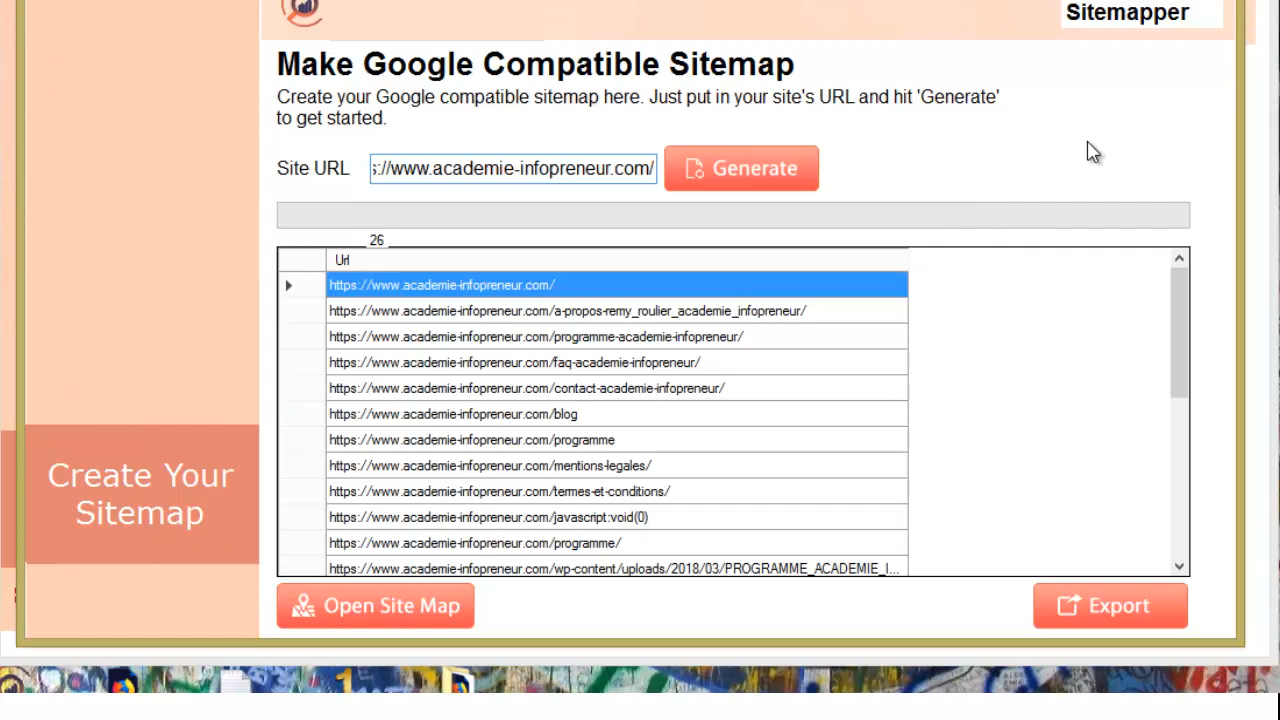 Sitemapper
Make Google Compatible Sitemap
Create your Google compatible sitemap here. Just put in your site's URL and hit 'Generate'
to get started.
Site URL
s://www.academie-infopreneur.com/
Generate
26
Url
https://www.academie-infopreneur.com/
https://www.academie-infopreneur.com/a-propos-remy_roulier_academie_infopreneur/
https://www.academie-infopreneur.com/programme-academie-infopreneur/
https://www.academie-infopreneur.com/faq-academie-infopreneur/
https://www.academie-infopreneur.com/contact-academie-infopreneur/
https://www.academie-infopreneur.com/blog
https://www.academie-infopreneur.com/programme
https://www.academie-infopreneur.com/mentions-legales/
https://www.academie-infopreneur.com/termes-et-conditions/
https://www.academie-infopreneur.com/javascript:void(0)
https://www.academie-infopreneur.com/programme/
https://www.academie-infopreneur.com/wp-content/uploads/2018/03/PROGRAMME_ACADEMIE_I...
Create Your
Sitemap
Open Site Map
Export